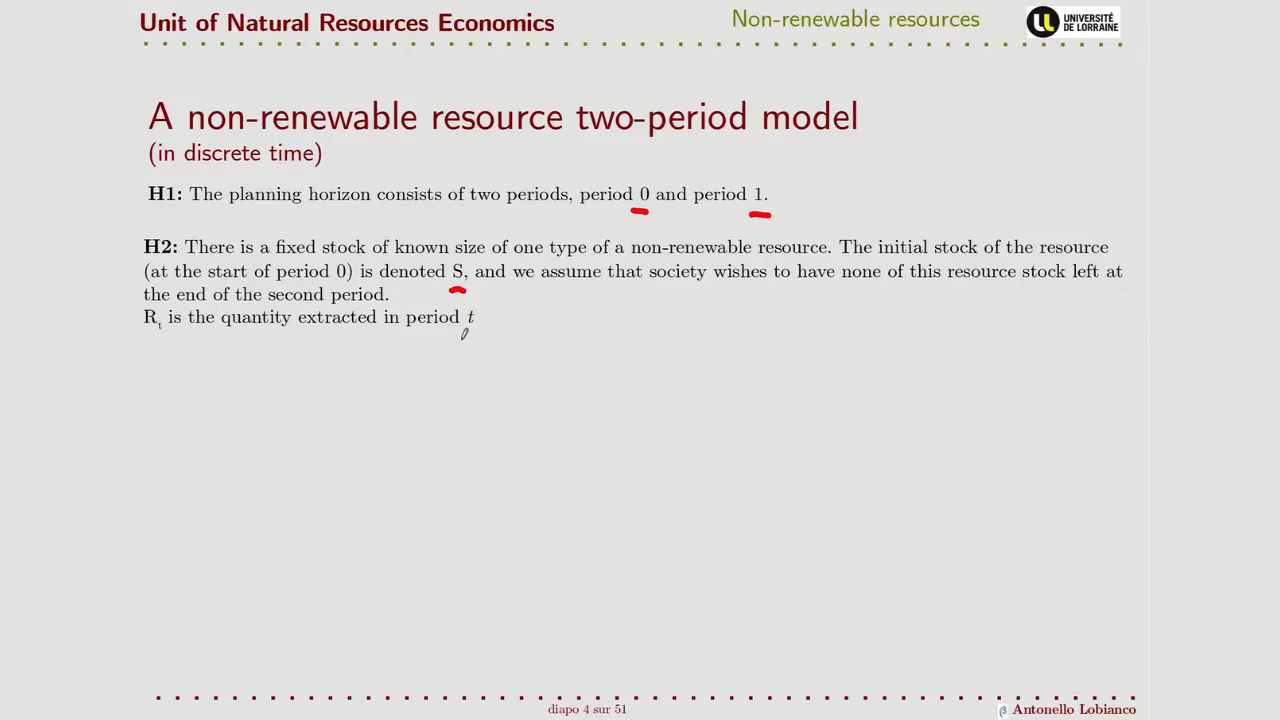 Unit of Natural Resources Economics
Non-renewable resources
UNIVERSITÉ
DE LORRAINE
A non-renewable resource two-period model
(in discrete time)
H1: The planning horizon consists of two periods, period 0 and period 1.
H2: There is a fixed stock of known size of one type of a non-renewable resource. The initial stock of the resource
(at the start of period 0) is denoted S, and we assume that society wishes to have none of this resource stock left at
the end of the second period.
Rt is the quantity extracted in period t
diapo 4 sur 51
β Antonello Lobianco